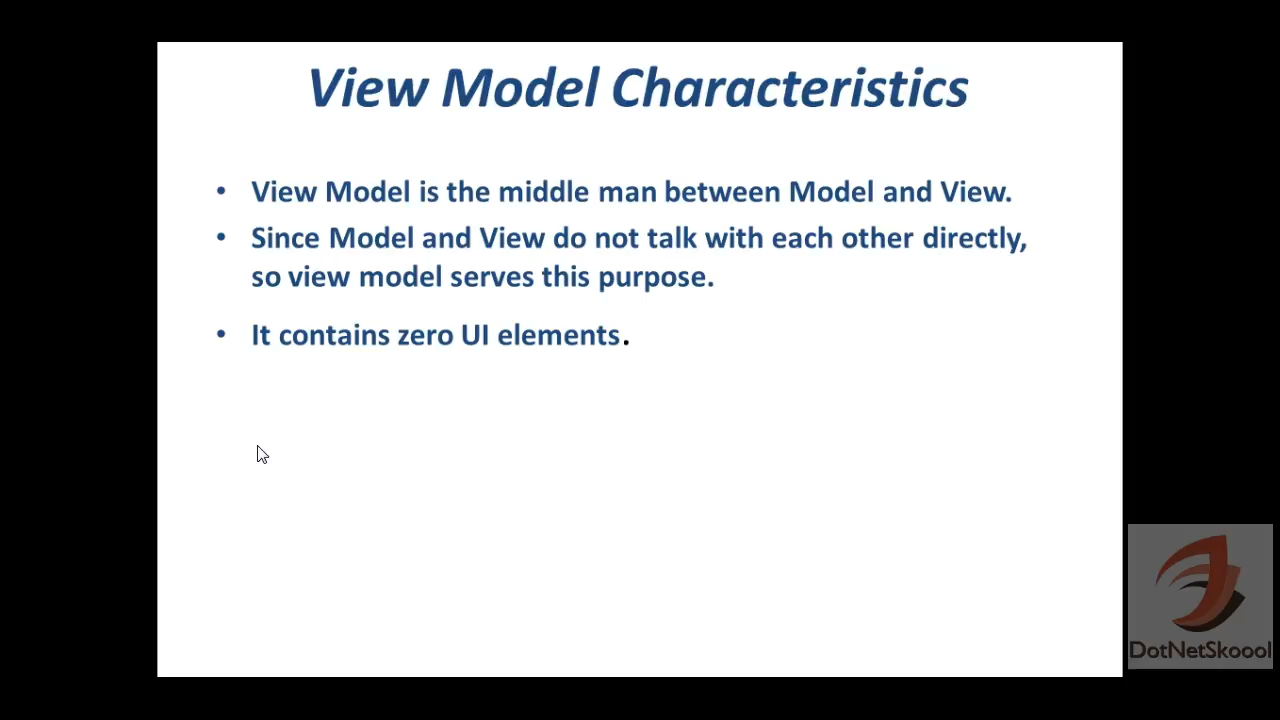 View Model Characteristics
• View Model is the middle man between Model and View.
• Since Model and View do not talk with each other directly,
so view model serves this purpose.
• It contains zero UI elements.
DotNetSkoool